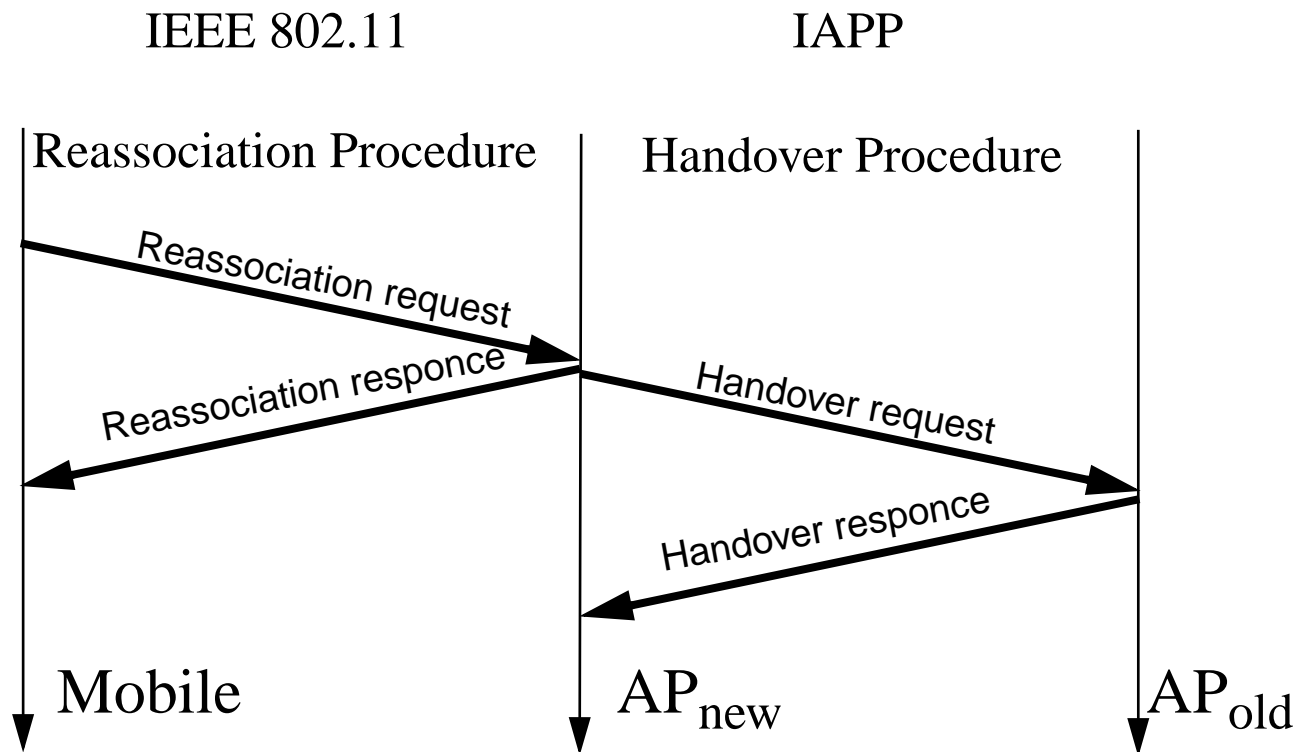 IEEE 802.11
IAPP
Reassociation Procedure
Handover Procedure
Reassociation request
Reassociation responce
Handover request
Handover responce
Mobile
APnew
APold